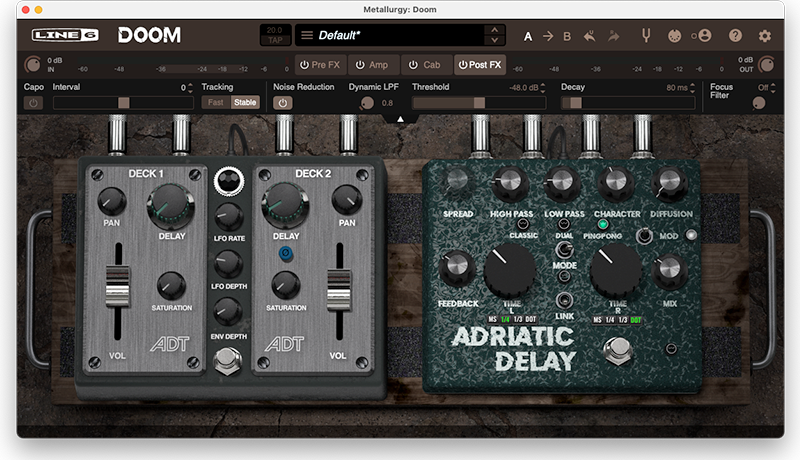 Metallurgy: Doom
LINE 6 DOOM 20.0 TAP Default* A B
0 dB IN -60 -48 -36 -24 -18 -12 -6 0 Pre FX Amp Cab Post FX -60 -48 -36 -24 -18 -12 -6 0 0 dB OUT
Capo Interval 0 Tracking Fast Stable Noise Reduction Dynamic LPF 0.8 Threshold -48.0 dB Decay 80 ms Focus Filter Off
DECK 1 DECK 2
PAN DELAY LFO RATE DELAY PAN
SATURATION LFO DEPTH SATURATION
ENV DEPTH
VOL ADT ADT VOL
SPREAD HIGH PASS LOW PASS CHARACTER DIFFUSION
CLASSIC DUAL PINGPONG MOD
MODE
FEEDBACK TIME L LINK TIME R MIX
MS 1/4 1/3 DOT MS 1/4 1/3 DOT
ADRIATIC
DELAY